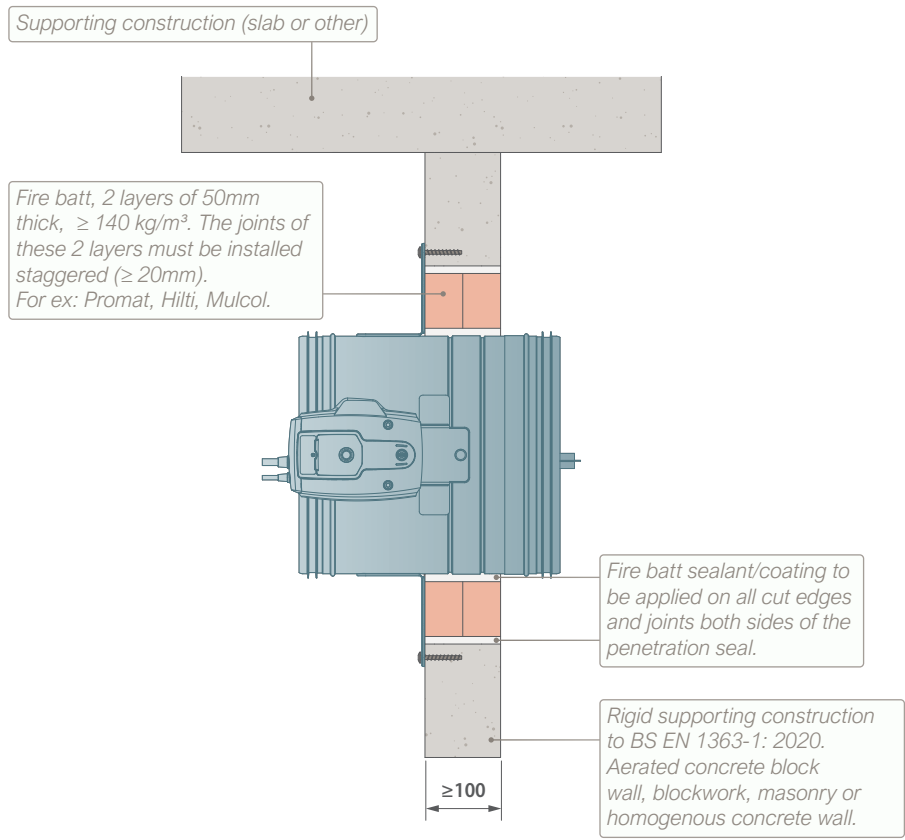 Supporting construction (slab or other)
Fire batt, 2 layers of 50mm
thick,  ≥ 140 kg/m³. The joints of
these 2 layers must be installed
staggered (≥ 20mm).
For ex: Promat, Hilti, Mulcol.
Fire batt sealant/coating to
be applied on all cut edges
and joints both sides of the
penetration seal.
Rigid supporting construction
to BS EN 1363-1: 2020.
Aerated concrete block
wall, blockwork, masonry or
homogenous concrete wall.
≥100